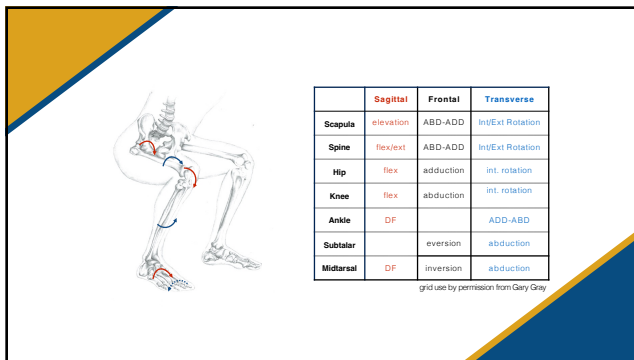 Sagittal Frontal Transverse
Scapula elevation ABD-ADD Int/Ext Rotation
Spine flex/ext ABD-ADD Int/Ext Rotation
Hip flex adduction int. rotation
Knee flex abduction int. rotation
Ankle DF ADD-ABD
Subtalar eversion abduction
Midtarsal DF inversion abduction
grid use by permission from Gary Gray